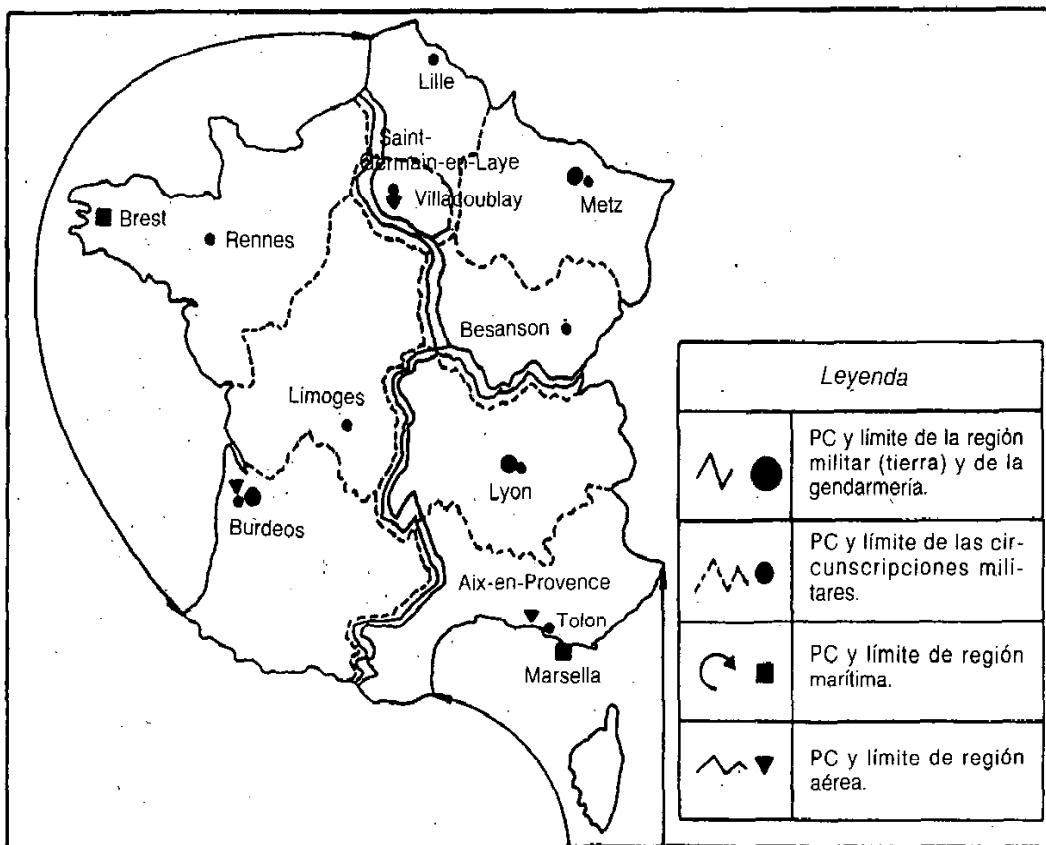 Lille
Saint-
Germain-en-Laye
Villadoublay
Metz
Brest
Rennes
Besanson
Limoges
Lyon
Burdeos
Aix-en-Provence
Tolon
Marsella
Leyenda
PC y límite de la región
militar (tierra) y de la
gendarmería.
PC y límite de las cir-
cunscripciones mili-
tares.
PC y límite de región
marítima.
PC y límite de región
aérea.